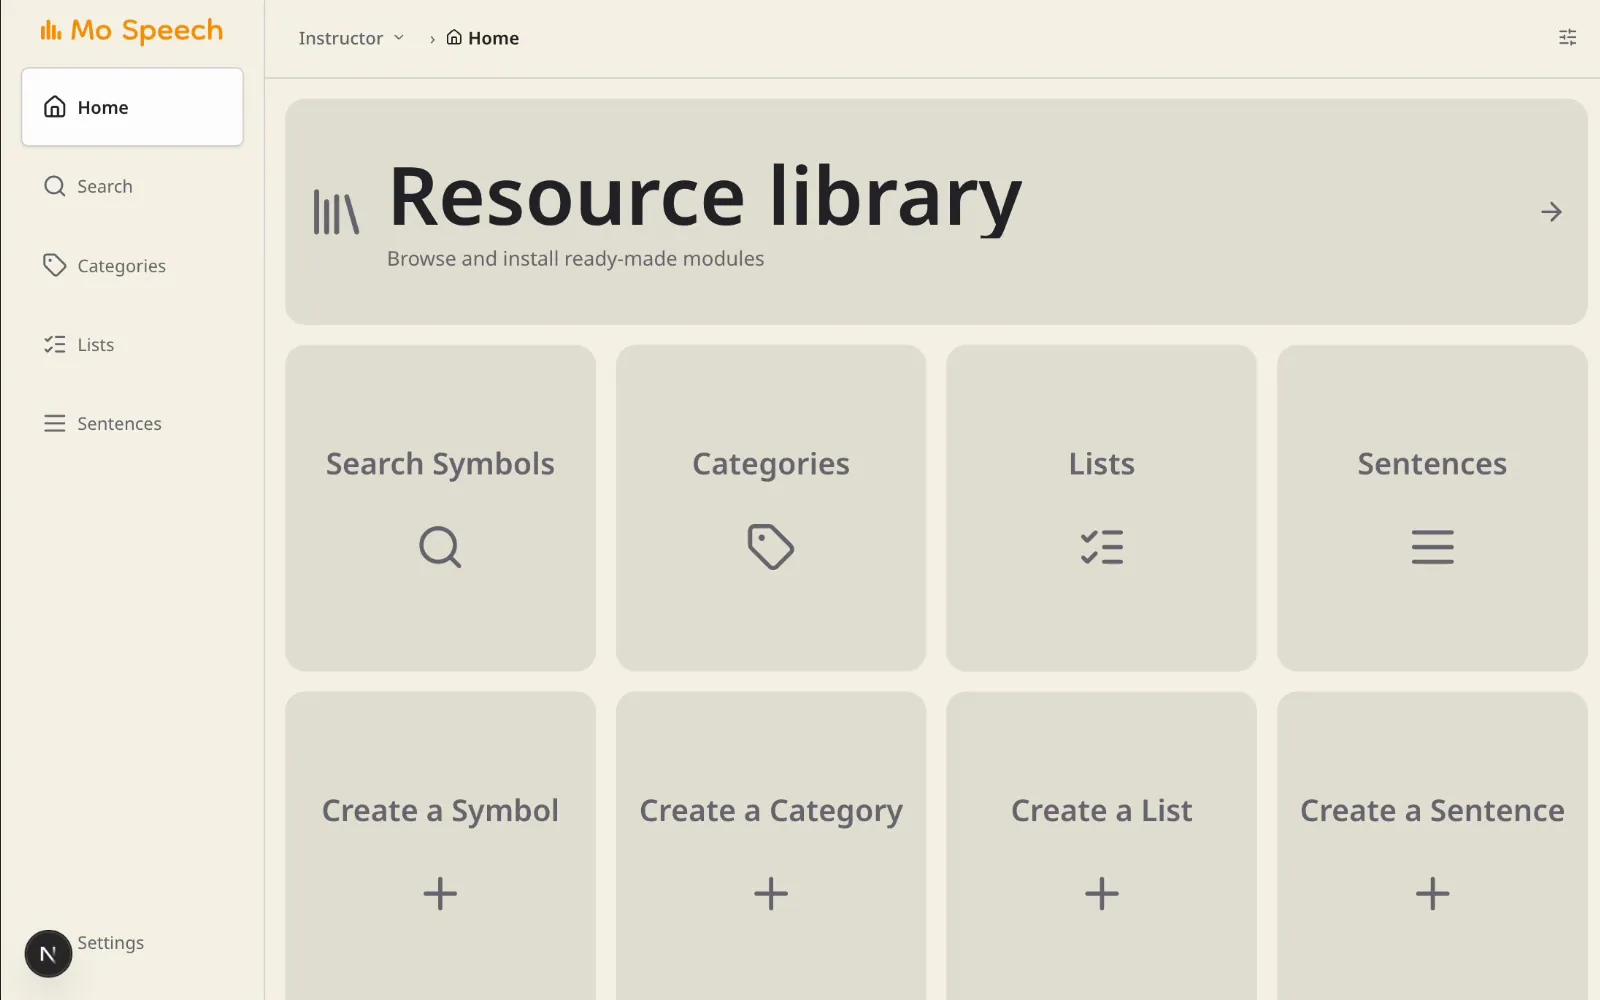 Mo Speech
Home
Search
Categories
Lists
Sentences
Settings
N
Instructor › Home
Resource library
Browse and install ready-made modules
Search Symbols
Categories
Lists
Sentences
Create a Symbol
Create a Category
Create a List
Create a Sentence